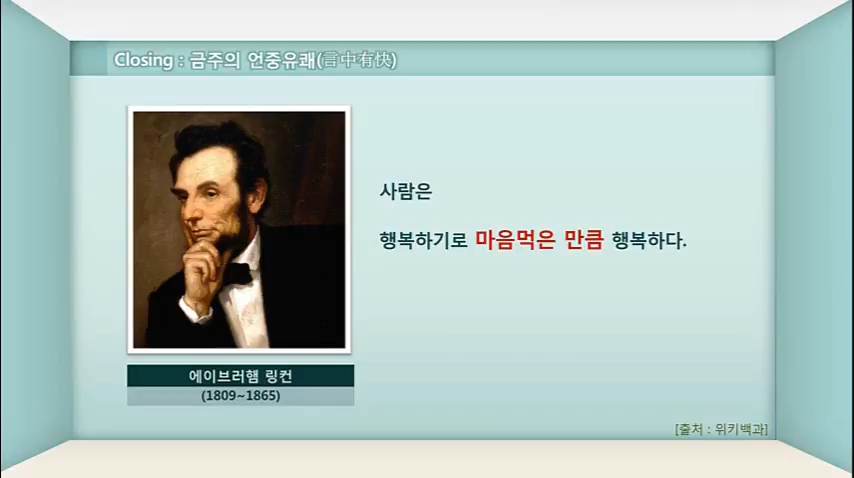 Closing : 금주의 언중유쾌(言中有快)
사람은
행복하기로 마음먹은 만큼 행복하다.
에이브러햄 링컨
(1809~1865)
[출처 : 위키백과]